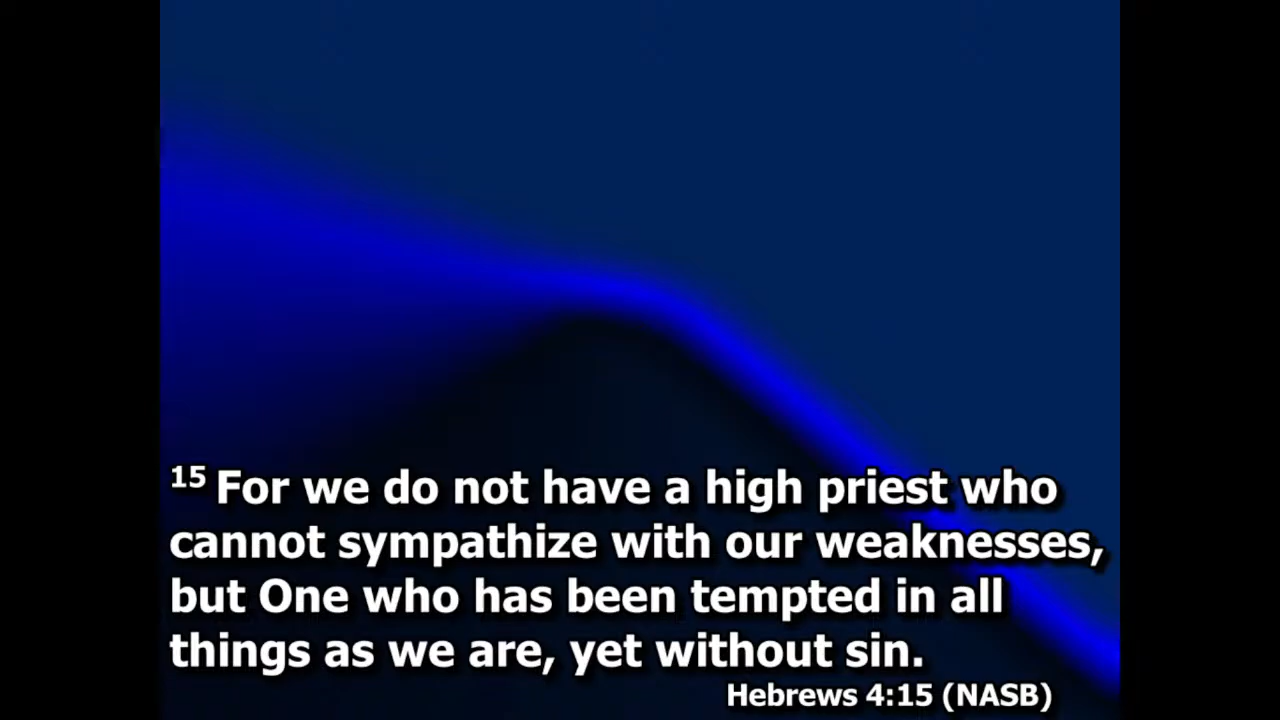 15 For we do not have a high priest who
cannot sympathize with our weaknesses,
but One who has been tempted in all
things as we are, yet without sin.
Hebrews 4:15 (NASB)